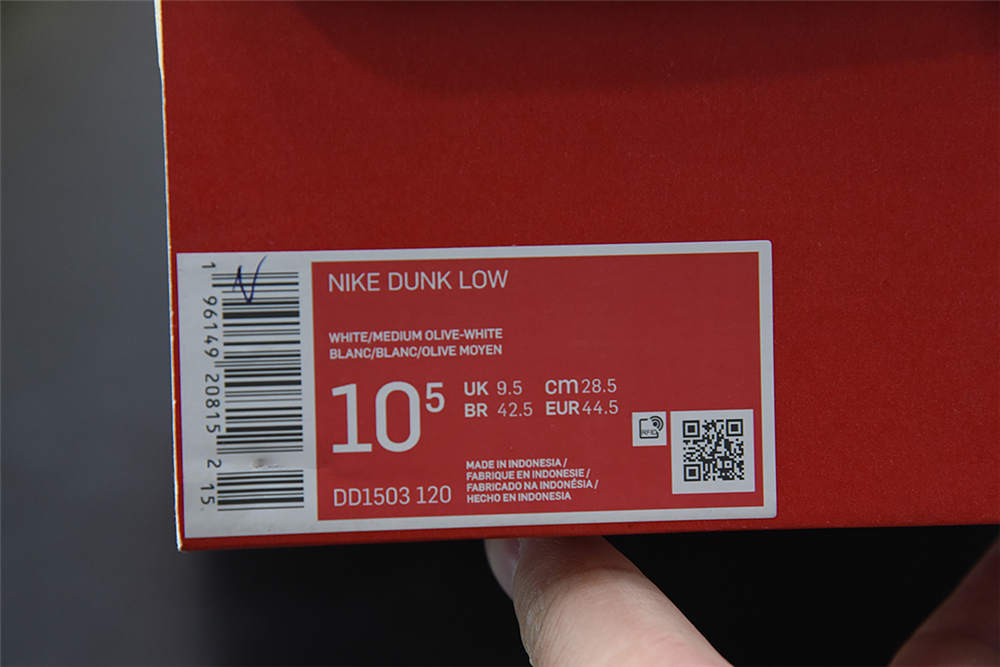 1 96149 20815 2 15
NIKE DUNK LOW
WHITE/MEDIUM OLIVE-WHITE
BLANC/BLANC/OLIVE MOYEN
10⁵
UK 9.5 cm 28.5
BR 42.5 EUR 44.5
RFID
MADE IN INDONESIA /
FABRIQUE EN INDONESIE /
FABRICADO NA INDONÉSIA /
HECHO EN INDONESIA
DD1503 120